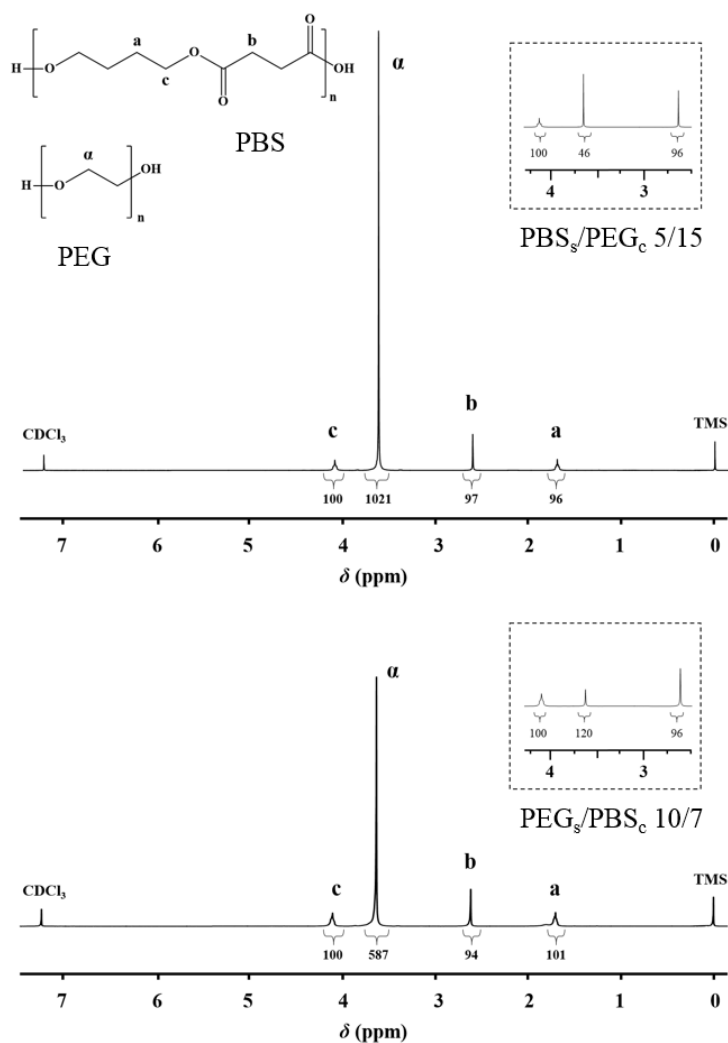 a
b
c
O
O
O
O
H
OH
n
PBS
α
H
O
OH
n
PEG
α
100
46
96
4
3
PBSₛ/PEG꜀ 5/15
CDCl₃
c
b
a
TMS
100
1021
97
96
7 6 5 4 3 2 1 0
δ (ppm)
α
100
120
96
4
3
PEGₛ/PBS꜀ 10/7
CDCl₃
c
b
a
TMS
100
587
94
101
7 6 5 4 3 2 1 0
δ (ppm)